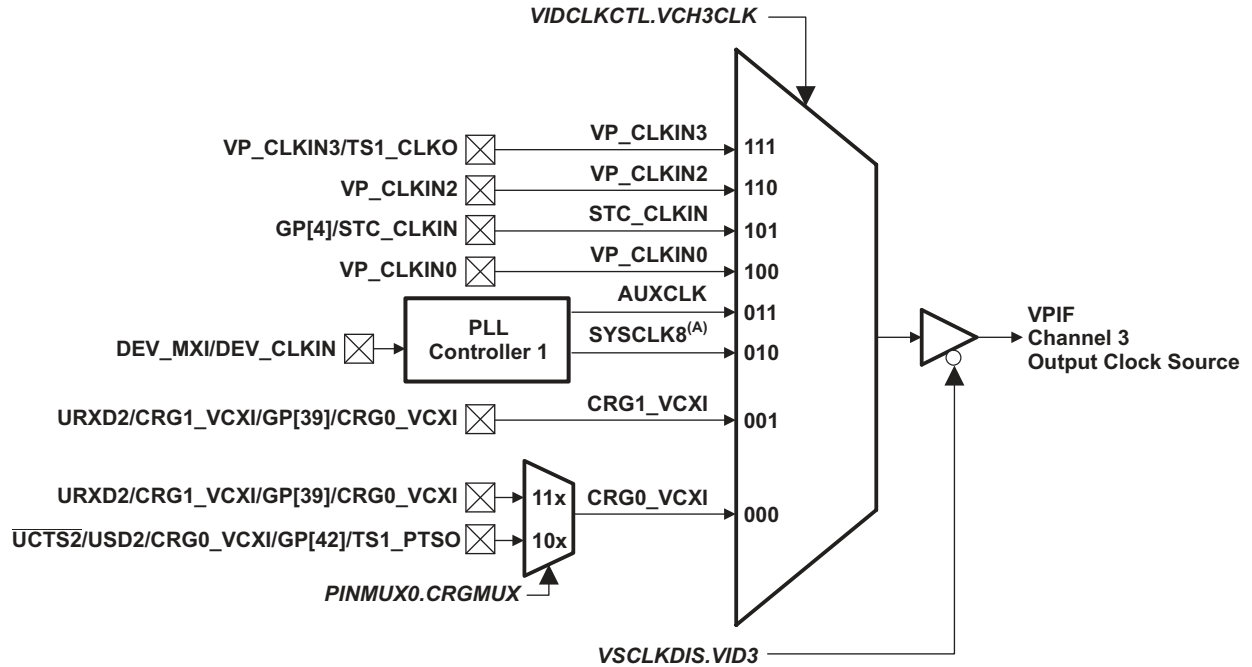 VIDCLKCTL.VCH3CLK
VP_CLKIN3/TS1_CLKO VP_CLKIN3 111
VP_CLKIN2 VP_CLKIN2 110
GP[4]/STC_CLKIN STC_CLKIN 101
VP_CLKIN0 VP_CLKIN0 100
AUXCLK 011
DEV_MXI/DEV_CLKIN
PLL
Controller 1
SYSCLK8(A) 010
VPIF
Channel 3
Output Clock Source
URXD2/CRG1_VCXI/GP[39]/CRG0_VCXI CRG1_VCXI 001
URXD2/CRG1_VCXI/GP[39]/CRG0_VCXI 11x
CRG0_VCXI 000
UCTS2/USD2/CRG0_VCXI/GP[42]/TS1_PTSO 10x
PINMUX0.CRGMUX
VSCLKDIS.VID3